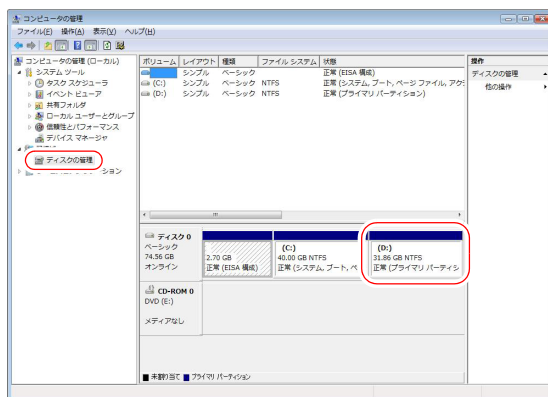 コンピュータの管理
ファイル(F) 操作(A) 表示(V) ヘルプ(H)
コンピュータの管理 (ローカル)
システム ツール
タスク スケジューラ
イベント ビューア
共有フォルダ
ローカル ユーザーとグループ
信頼性とパフォーマンス
デバイス マネージャ
ディスクの管理
ション
ボリューム レイアウト 種類 ファイル システム 状態
シンプル ベーシック 正常 (EISA 構成)
(C:) シンプル ベーシック NTFS 正常 (システム, ブート, ページ ファイル, アクラ
(D:) シンプル ベーシック NTFS 正常 (プライマリ パーティション)
操作
ディスクの管理
他の操作
ディスク 0
ベーシック
74.56 GB
オンライン
2.70 GB
正常 (EISA 構成)
(C:)
40.00 GB NTFS
正常 (システム, ブート, ペ
(D:)
31.86 GB NTFS
正常 (プライマリ パーティシ
CD-ROM 0
DVD (E:)
メディアなし
未割り当て プライマリ パーティション